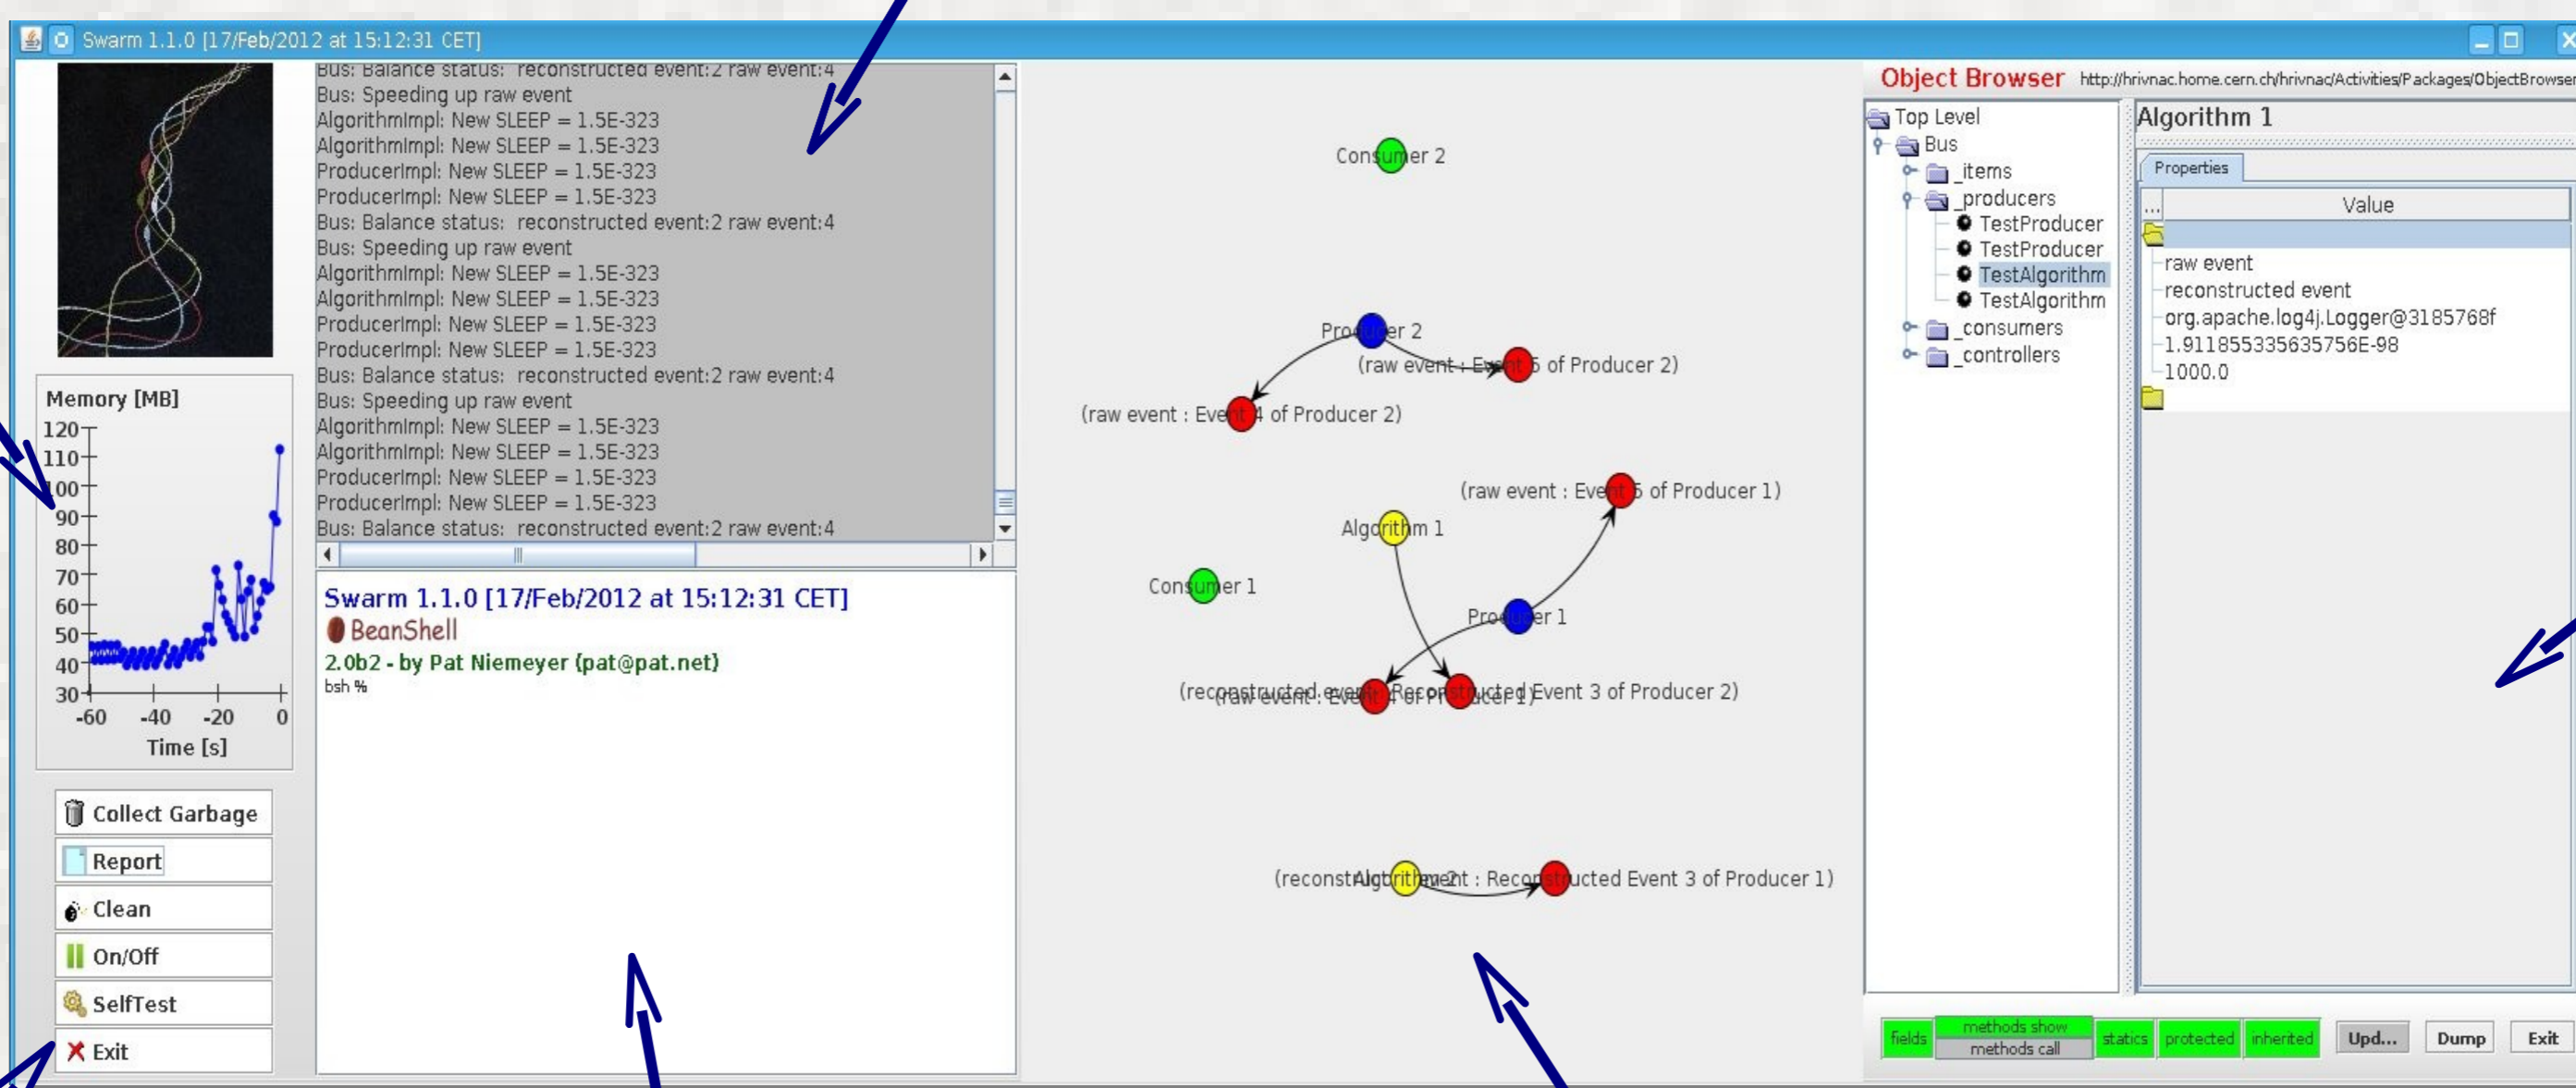 Swarm 1.1.0 [17/Feb/2012 at 15:12:31 CET]
Memory [MB]
120
110
100
90
80
70
60
50
40
30
-60 -40 -20 0
Time [s]
Collect Garbage
Report
Clean
On/Off
SelfTest
Exit
Bus: Balance status: reconstructed event:2 raw event:4
Bus: Speeding up raw event
AlgorithmImpl: New SLEEP = 1.5E-323
AlgorithmImpl: New SLEEP = 1.5E-323
ProducerImpl: New SLEEP = 1.5E-323
ProducerImpl: New SLEEP = 1.5E-323
Bus: Balance status: reconstructed event:2 raw event:4
Bus: Speeding up raw event
AlgorithmImpl: New SLEEP = 1.5E-323
AlgorithmImpl: New SLEEP = 1.5E-323
ProducerImpl: New SLEEP = 1.5E-323
ProducerImpl: New SLEEP = 1.5E-323
Bus: Balance status: reconstructed event:2 raw event:4
Bus: Speeding up raw event
AlgorithmImpl: New SLEEP = 1.5E-323
AlgorithmImpl: New SLEEP = 1.5E-323
ProducerImpl: New SLEEP = 1.5E-323
ProducerImpl: New SLEEP = 1.5E-323
Bus: Balance status: reconstructed event:2 raw event:4
Swarm 1.1.0 [17/Feb/2012 at 15:12:31 CET]
BeanShell
2.0b2 - by Pat Niemeyer (pat@pat.net)
bsh %
Consumer 2
Producer 2
(raw event : Event 5 of Producer 2)
(raw event : Event 4 of Producer 2)
(raw event : Event 5 of Producer 1)
Algorithm 1
Consumer 1
Producer 1
(reconstructed event : Reconstructed Event 3 of Producer 2)
(raw event : Event 4 of Producer 1)
Algorithm 2
(reconstructed event : Reconstructed Event 3 of Producer 1)
Object Browser http://hrivnac.home.cern.ch/hrivnac/Activities/Packages/ObjectBrowser
Top Level
Bus
_items
_producers
TestProducer
TestProducer
TestAlgorithm
TestAlgorithm
_consumers
_controllers
Algorithm 1
Properties
... Value
raw event
reconstructed event
org.apache.log4j.Logger@3185768f
1.911855335635756E-98
1000.0
fields
methods show
methods call
statics protected inherited Upd... Dump Exit